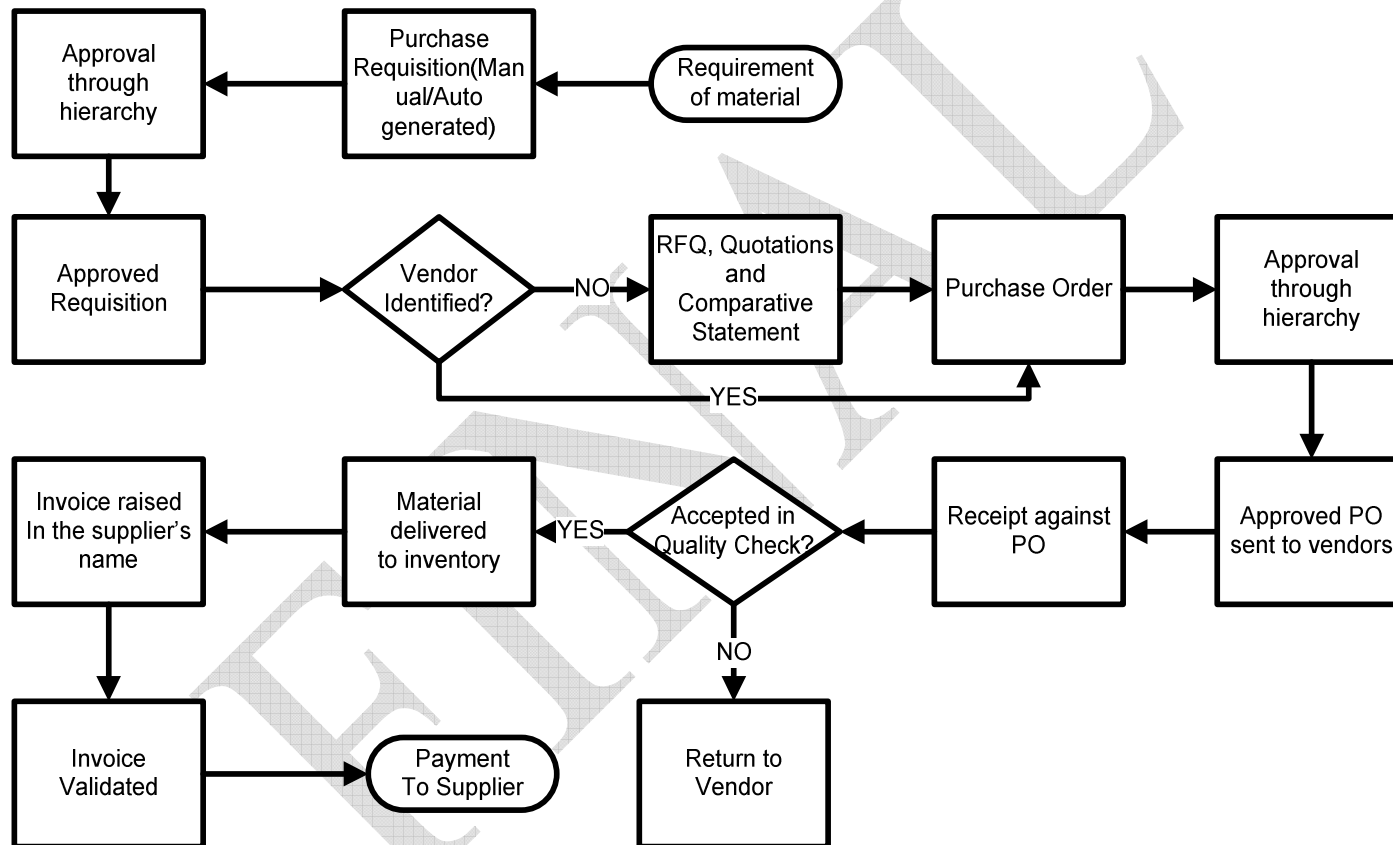 Requirement
of material
Purchase
Requisition(Man
ual/Auto
generated)
Approval
through
hierarchy
Approved
Requisition
Vendor
Identified?
NO
RFQ, Quotations
and
Comparative
Statement
Purchase Order
Approval
through
hierarchy
YES
Approved PO
sent to vendors
Receipt against
PO
Accepted in
Quality Check?
YES
Material
delivered
to inventory
Invoice raised
In the supplier's
name
NO
Return to
Vendor
Invoice
Validated
Payment
To Supplier
FINAL